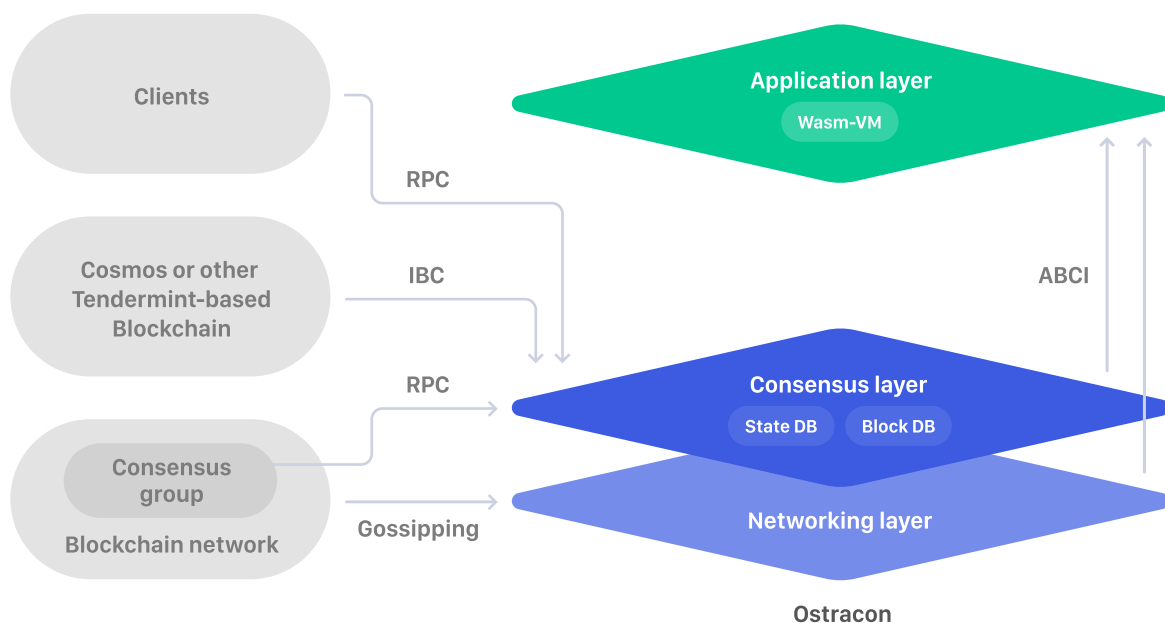 Clients
Application layer
Wasm-VM
RPC
Cosmos or other
Tendermint-based
Blockchain
IBC
ABCI
RPC
Consensus layer
State DB
Block DB
Consensus
group
Blockchain network
Gossipping
Networking layer
Ostracon